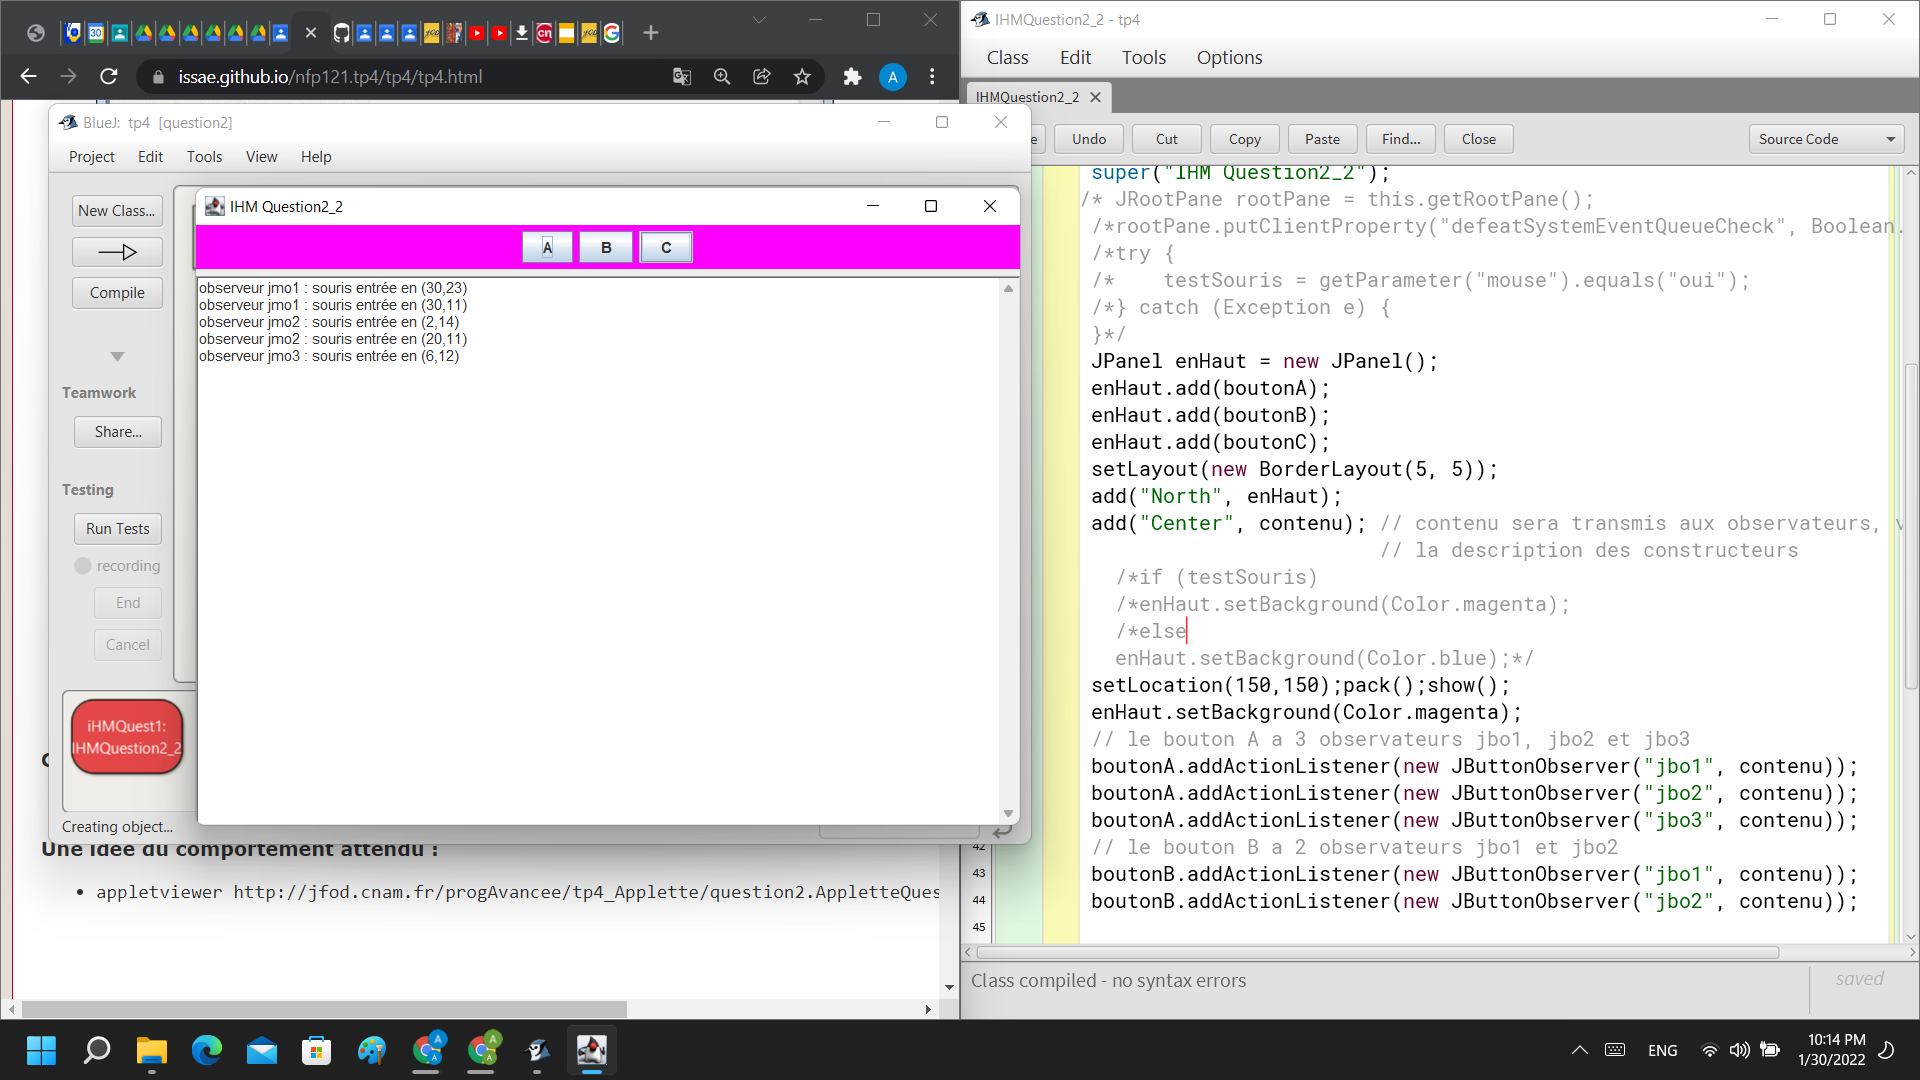 issae.github.io/nfp121.tp4/tp4/tp4.html
A
BlueJ: tp4 [question2]
Project Edit Tools View Help
New Class...
Compile
Teamwork
Share...
Testing
Run Tests
recording
End
Cancel
iHMQuest1:
IHMQuestion2_2
Creating object...
IHM Question2_2
A B C
observeur jmo1 : souris entrée en (30,23)
observeur jmo1 : souris entrée en (30,11)
observeur jmo2 : souris entrée en (2,14)
observeur jmo2 : souris entrée en (20,11)
observeur jmo3 : souris entrée en (6,12)
Une idée du comportement attendu :
• appletviewer http://jfod.cnam.fr/progAvancee/tp4_Applette/question2.AppletteQues
IHMQuestion2_2 - tp4
Class Edit Tools Options
IHMQuestion2_2
e Undo Cut Copy Paste Find... Close Source Code
super("IHM Question2_2");
/* JRootPane rootPane = this.getRootPane();
/*rootPane.putClientProperty("defeatSystemEventQueueCheck", Boolean.
/*try {
/* testSouris = getParameter("mouse").equals("oui");
/*} catch (Exception e) {
}*/
JPanel enHaut = new JPanel();
enHaut.add(boutonA);
enHaut.add(boutonB);
enHaut.add(boutonC);
setLayout(new BorderLayout(5, 5));
add("North", enHaut);
add("Center", contenu); // contenu sera transmis aux observateurs, v
// la description des constructeurs
/*if (testSouris)
/*enHaut.setBackground(Color.magenta);
/*else
enHaut.setBackground(Color.blue);*/
setLocation(150,150);pack();show();
enHaut.setBackground(Color.magenta);
// le bouton A a 3 observateurs jbo1, jbo2 et jbo3
boutonA.addActionListener(new JButtonObserver("jbo1", contenu));
boutonA.addActionListener(new JButtonObserver("jbo2", contenu));
boutonA.addActionListener(new JButtonObserver("jbo3", contenu));
42 // le bouton B a 2 observateurs jbo1 et jbo2
43 boutonB.addActionListener(new JButtonObserver("jbo1", contenu));
44 boutonB.addActionListener(new JButtonObserver("jbo2", contenu));
45
Class compiled - no syntax errors
saved
ENG
10:14 PM
1/30/2022